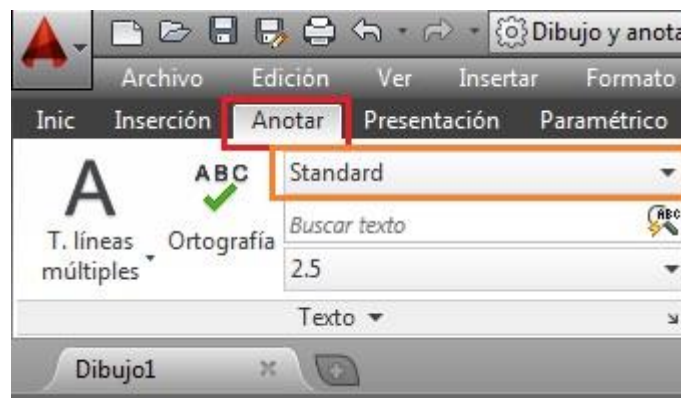 Dibujo y anota
Archivo Edición Ver Insertar Formato
Inic Inserción Anotar Presentación Paramétrico
A ABC Standard
Buscar texto ABC
T. líneas múltiples Ortografía
2.5
Texto
Dibujo1